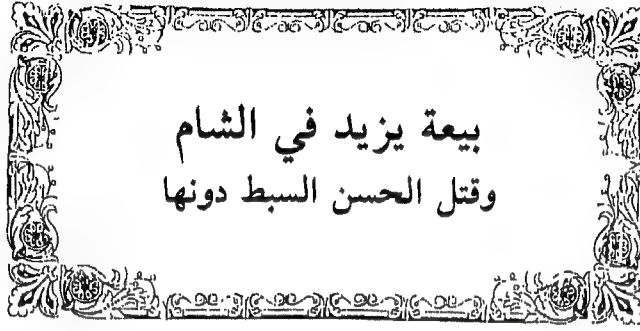 بيعة يزيد في الشام
وقتل الحسن السبط دونها